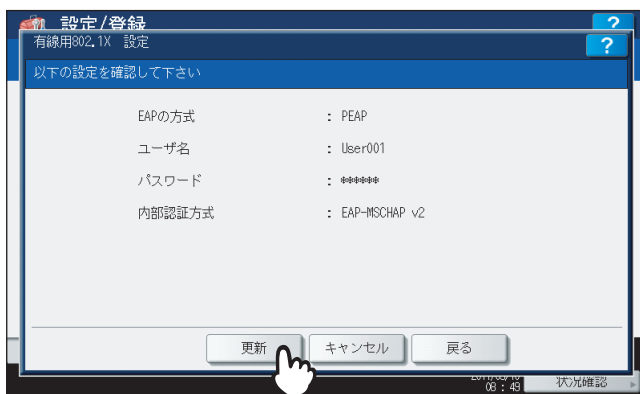 設定/登録
?
有線用802.1X 設定
?
以下の設定を確認して下さい
EAPの方式 : PEAP
ユーザ名 : User001
パスワード : ******
内部認証方式 : EAP-MSCHAP v2
更新 キャンセル 戻る
08 : 49 状況確認